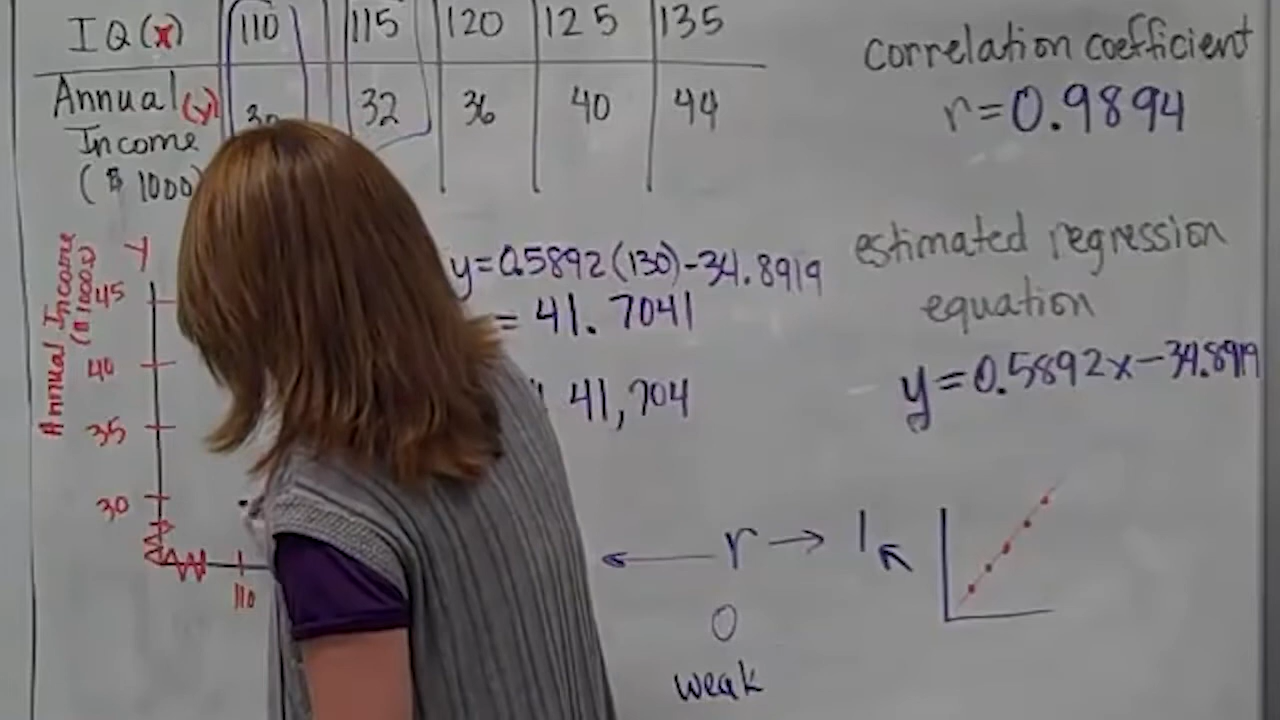 IQ (x) 110 115 120 125 135
Annual (y) 32 36 40 44
Income
($ 1000)
correlation coefficient
r=0.9894
estimated regression
equation
y=0.5892x-34.8919
y=0.5892(130)-34.8919
= 41.7041
41,704
Y
Annual Income
($1000s)
45
40
35
30
110
← r → 1
0
weak